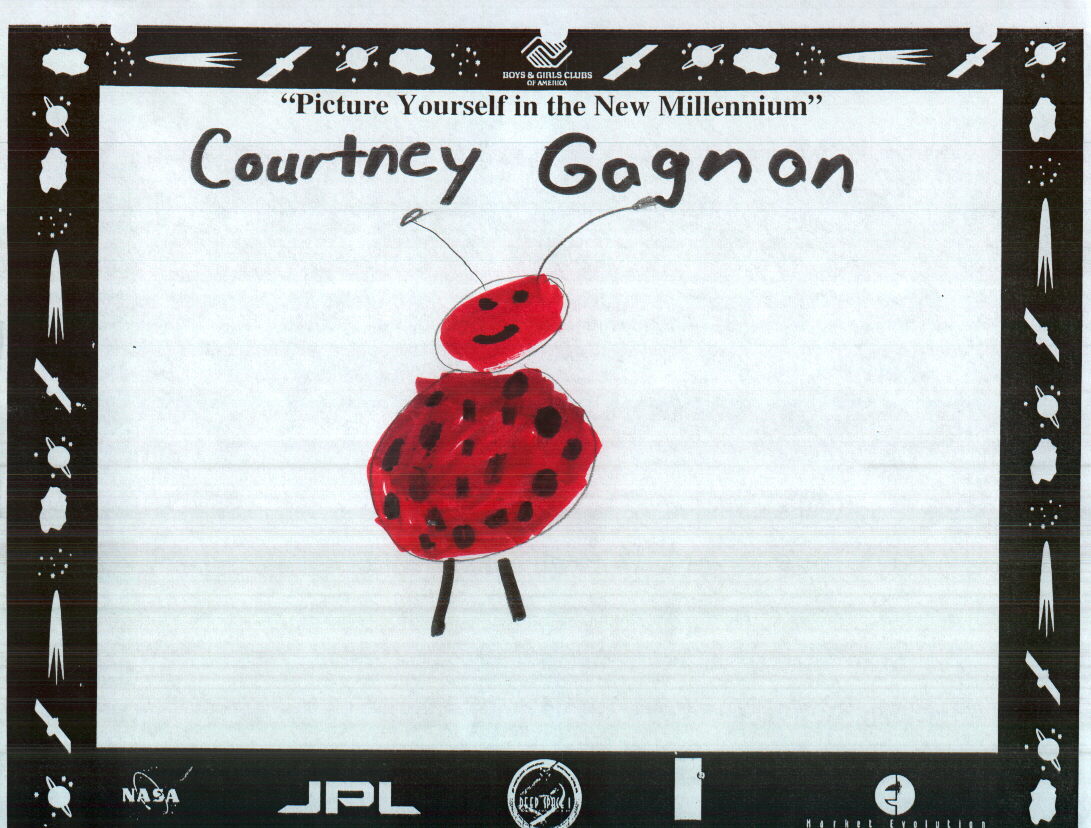 BOYS & GIRLS CLUBS
OF AMERICA
“Picture Yourself in the New Millennium”
Courtney Gagnon
NASA
JPL
DEEP SPACE 1
Market Evolution